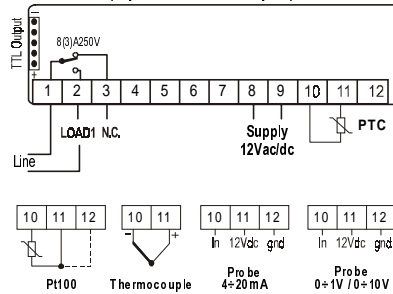 TTL Output
8(3)A250V
1 2 3 4 5 6 7 8 9 10 11 12
LOAD1 N.C.
Supply
12Vac/dc
PTC
Line
10 11 12
Pt100
10 11
Thermocouple
10 11 12
In 12Vdc gnd
Probe
4÷20mA
10 11 12
In 12Vdc gnd
Probe
0÷1V / 0÷10V